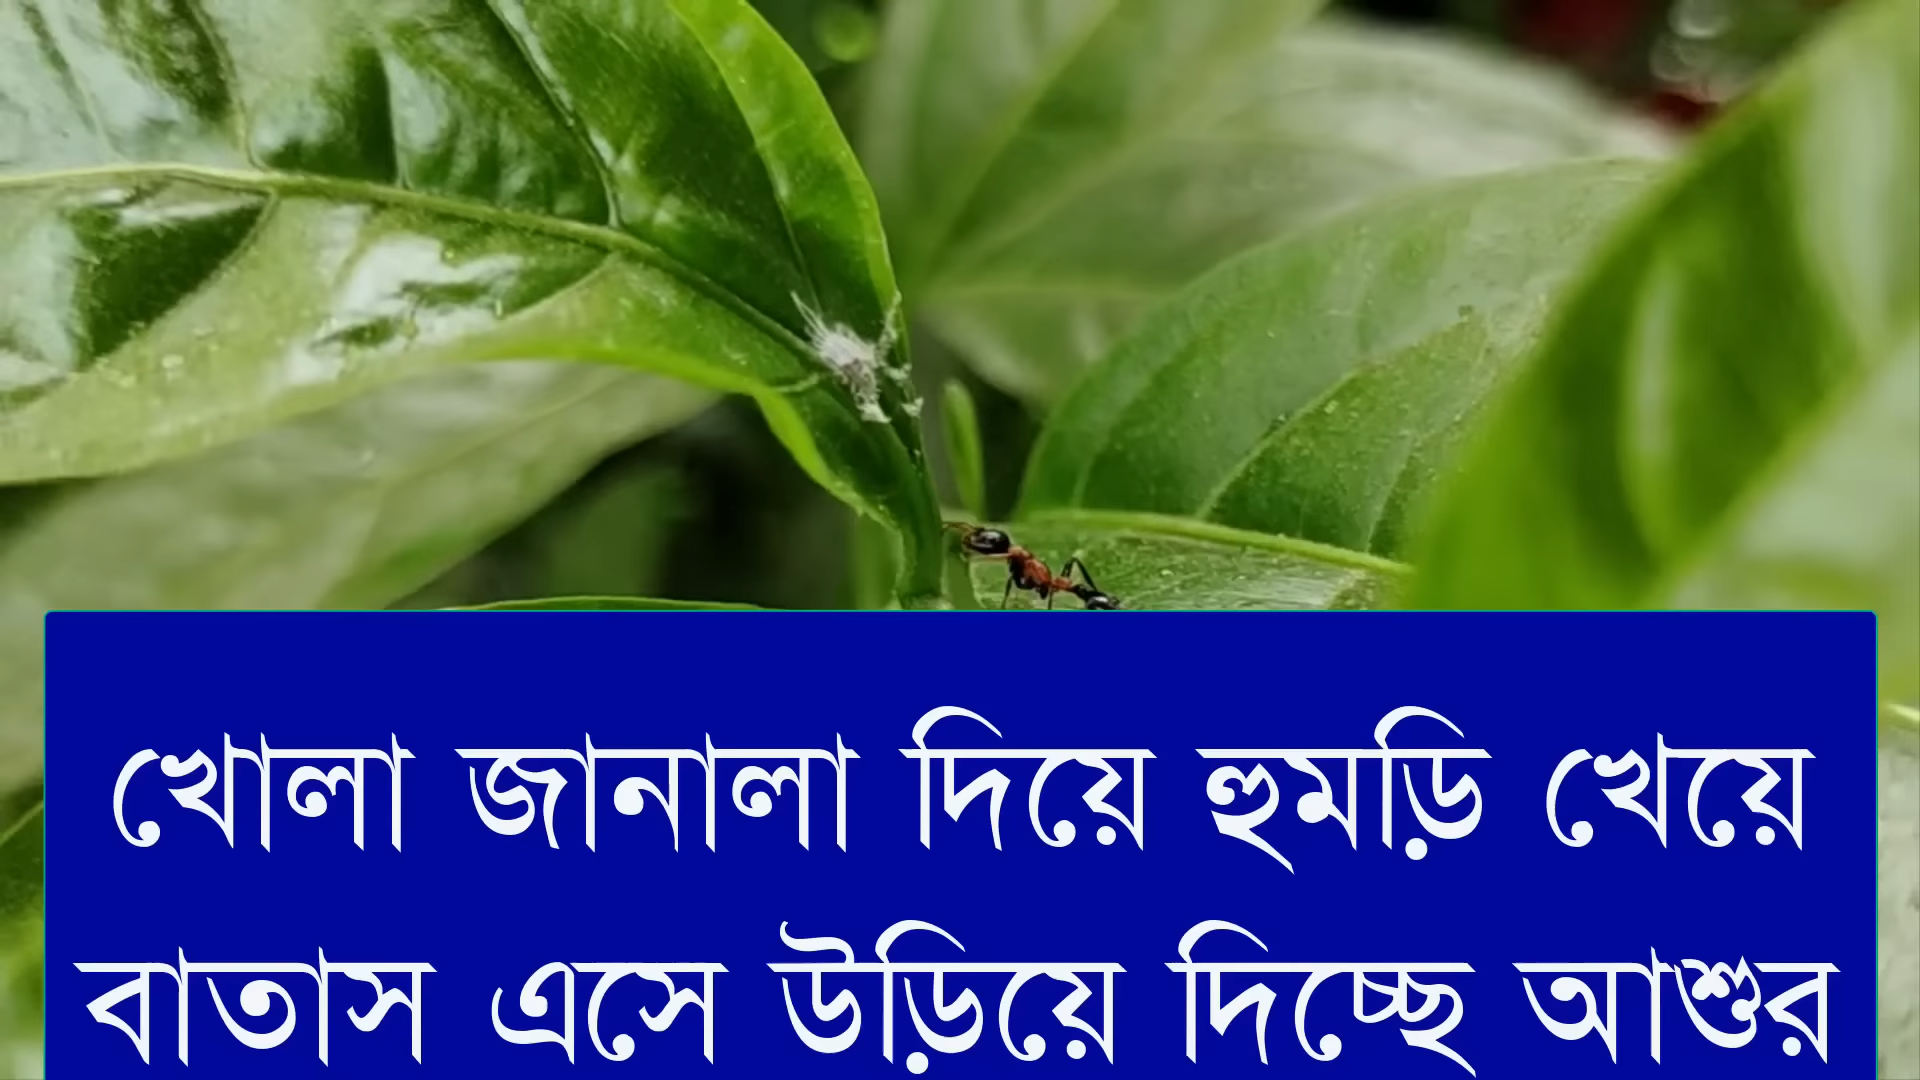 খোলা জানালা দিয়ে হুমড়ি খেয়ে
বাতাস এসে উড়িয়ে দিচ্ছে আশুর